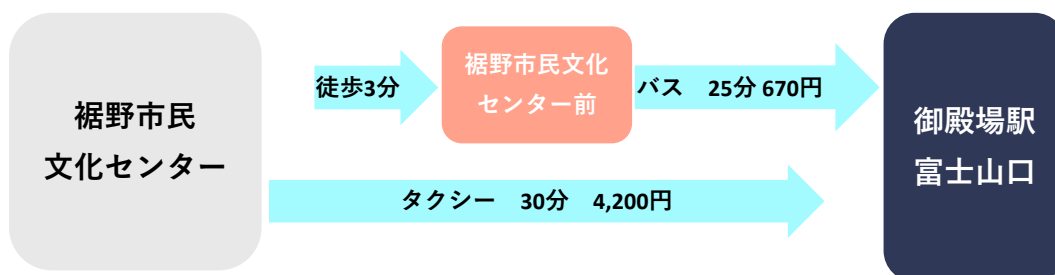 裾野市民
文化センター
徒歩3分
裾野市民文化
センター前
バス　25分 670円
タクシー　30分　4,200円
御殿場駅
富士山口